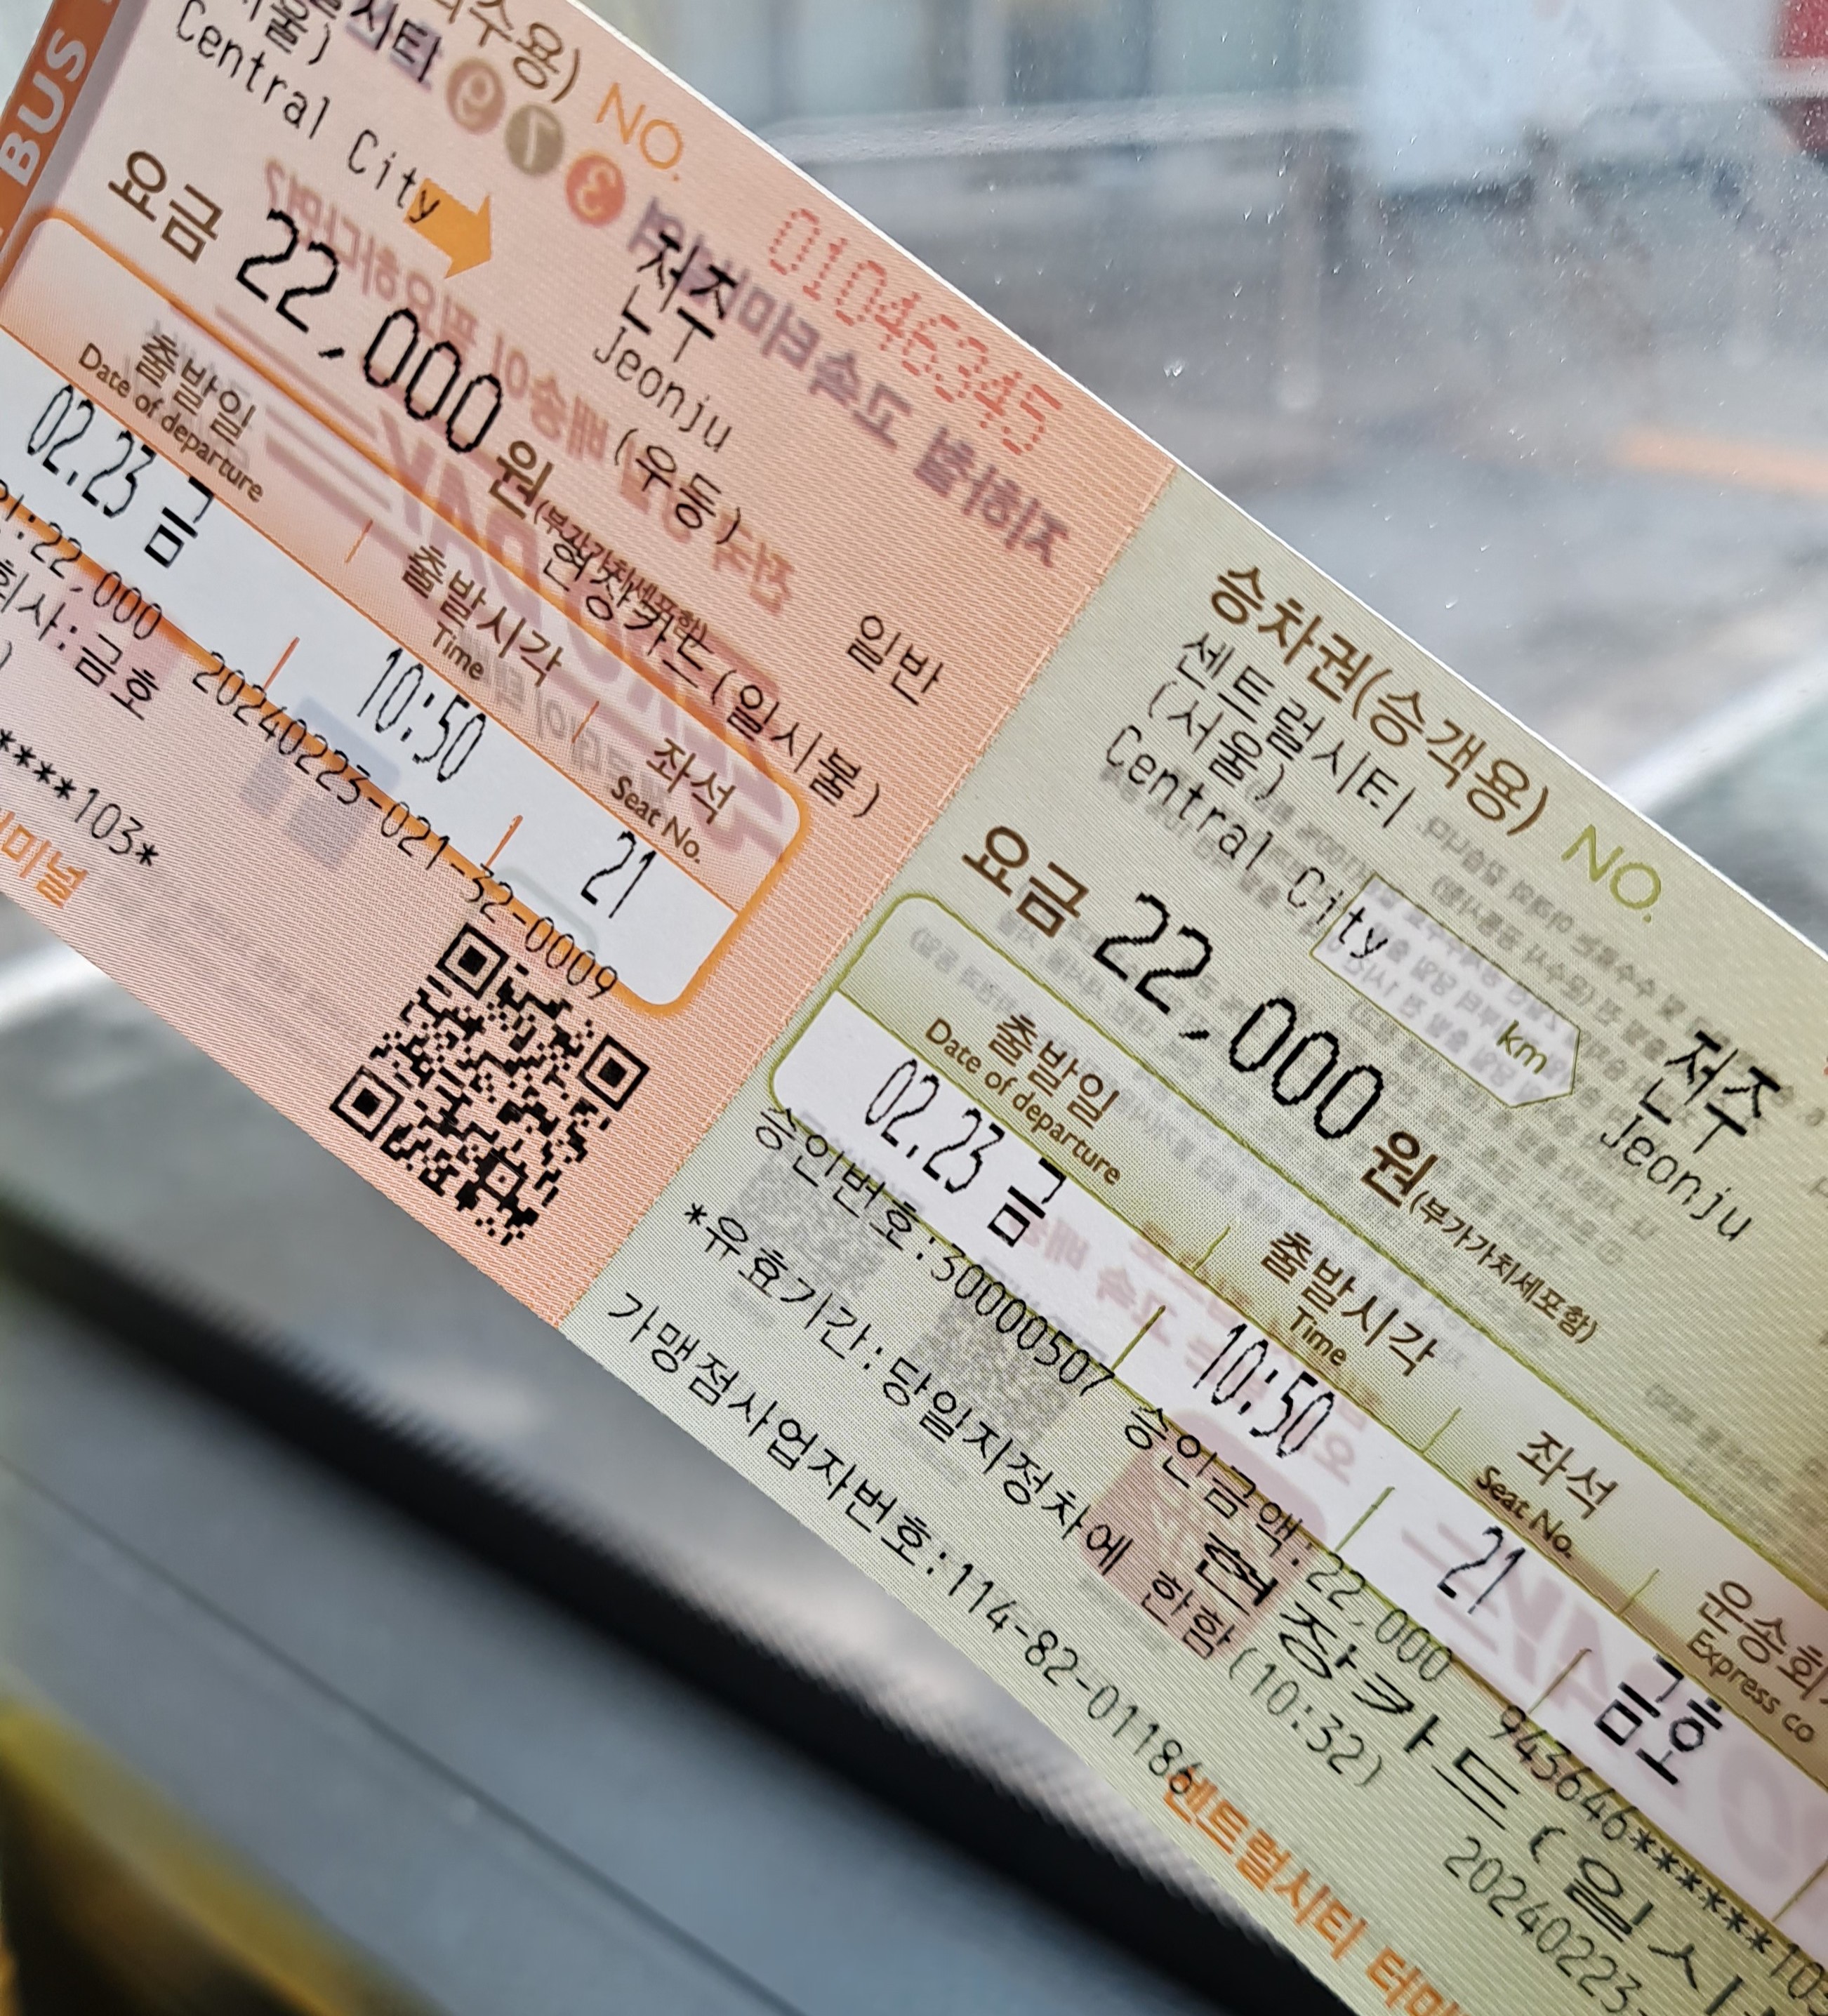 BUS
수용) NO.
01046345
서울)
Central City
전주
Jeonju
요금 22,000원(부가가치세포함)
(우등)
일반
현장카드(일시불)
출발일
Date of departure
출발시각
Time
좌석
Seat No.
02.23 금
10:50
21
:22,000
회사:금호
20240223-021-32-0009
****103*
미널
승차권(승객용) NO.
센트럴시티
(서울)
Central City
km
전주
Jeonju
요금 22,000원(부가가치세포함)
출발일
Date of departure
출발시각
Time
좌석
Seat No.
운송회
Express co
02.23 금
10:50
21
금호
승인번호:30000507 승인금액:22,000 943646*******103
*유효기간:당일지정차에 한함(10:32)
현장카드(일시
20240223
가맹점사업자번호:114-82-01186
센트럴시티 터미